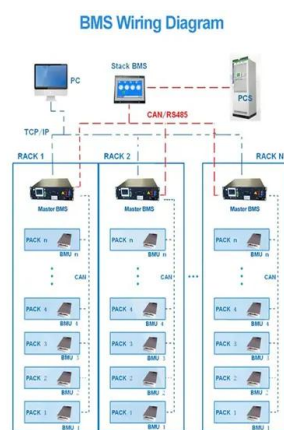 BMS Wiring Diagram
PC
Stack BMS
PCS
CAN/RS485
TCP/IP
RACK 1
RACK 2
RACK N
Master BMS
Master BMS
Master BMS
PACK n
BMU n
PACK n
BMU n
PACK n
BMU n
CAN
CAN
CAN
PACK 4
BMU 4
PACK 4
BMU 4
PACK 4
BMU 4
PACK 3
BMU 3
PACK 3
BMU 3
PACK 3
BMU 3
PACK 2
BMU 2
PACK 2
BMU 2
PACK 2
BMU 2
PACK 1
BMU 1
PACK 1
BMU 1
PACK 1
BMU 1